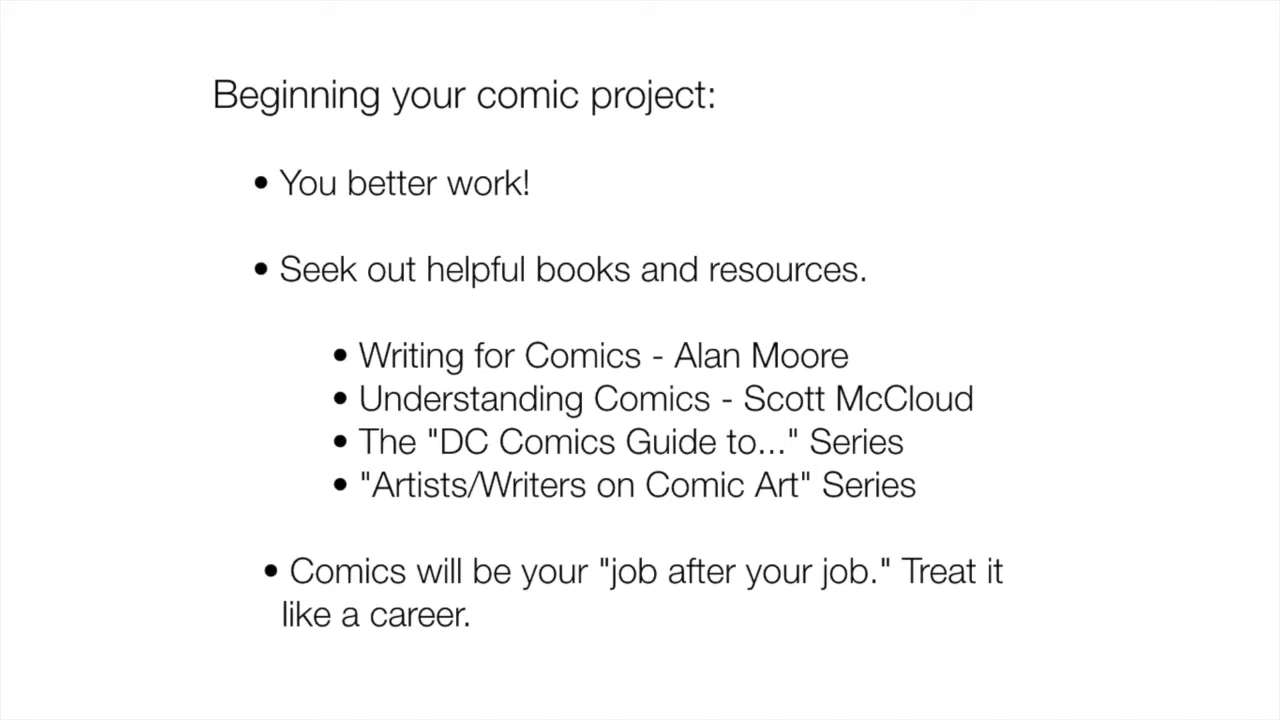 Beginning your comic project:
• You better work!
• Seek out helpful books and resources.
• Writing for Comics - Alan Moore
• Understanding Comics - Scott McCloud
• The "DC Comics Guide to..." Series
• "Artists/Writers on Comic Art" Series
• Comics will be your "job after your job." Treat it
like a career.